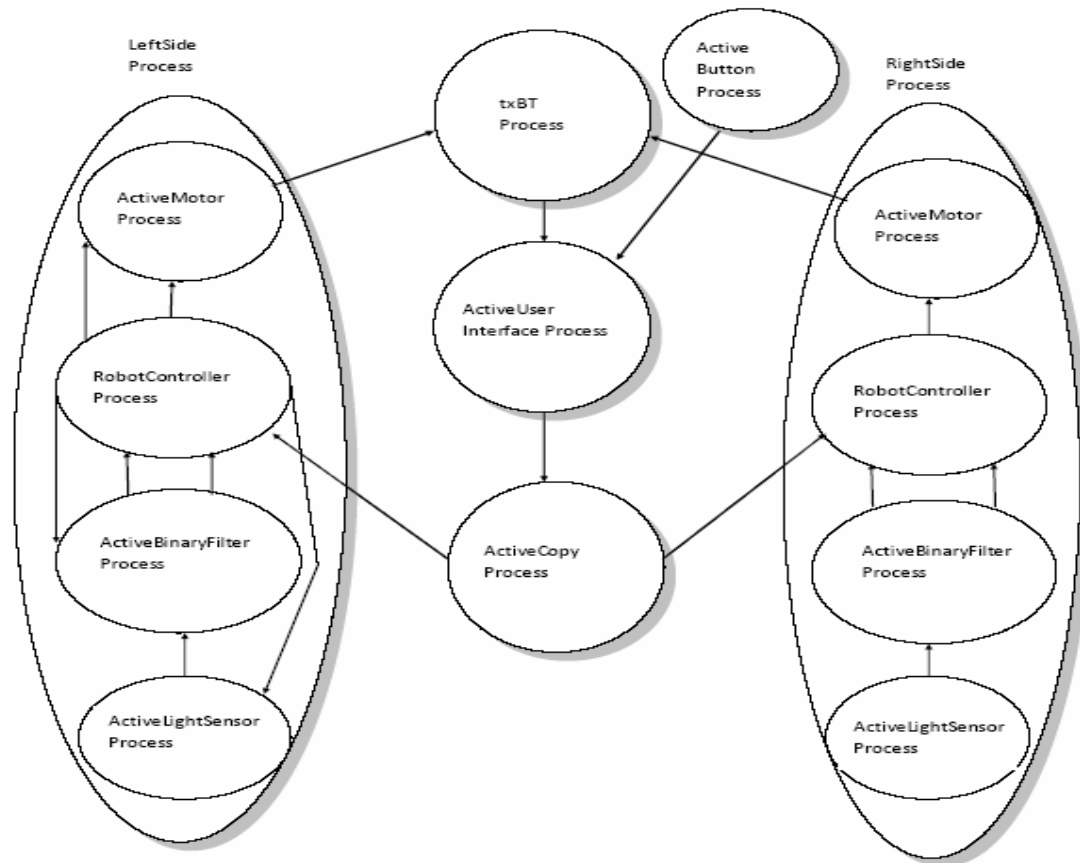 LeftSide
Process
txBT
Process
Active
Button
Process
RightSide
Process
ActiveMotor
Process
ActiveMotor
Process
ActiveUser
Interface Process
RobotController
Process
RobotController
Process
ActiveBinaryFilter
Process
ActiveCopy
Process
ActiveBinaryFilter
Process
ActiveLightSensor
Process
ActiveLightSensor
Process